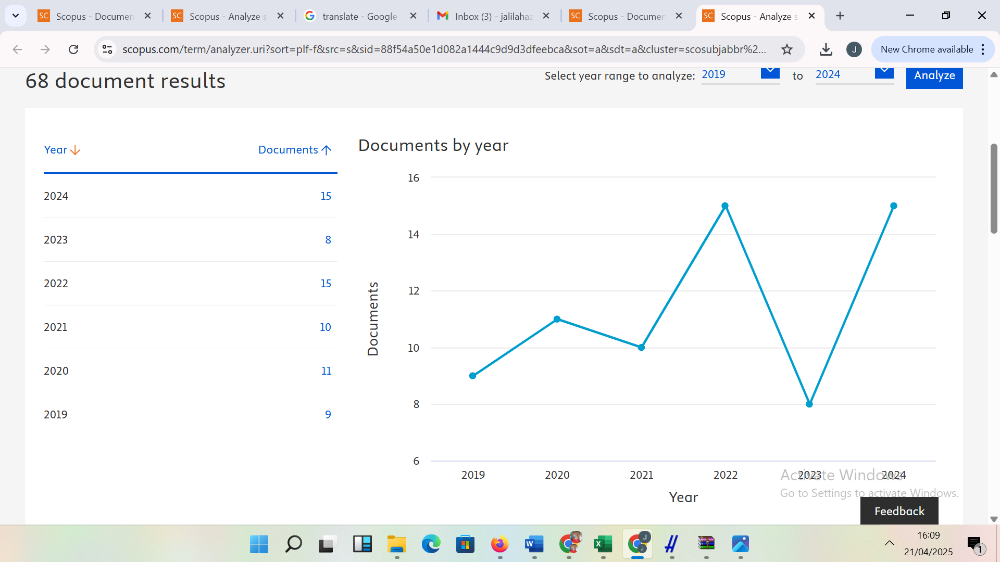 Scopus - Documen
Scopus - Analyze s
translate - Google
Inbox (3) - jalilahaz
Scopus - Documen
Scopus - Analyze s
scopus.com/term/analyzer.uri?sort=plf-f&src=s&sid=88f54a50e1d082a1444c9d9d3dfeebca&sot=a&sdt=a&cluster=scosubjabbr%2...
J
New Chrome available
68 document results
Select year range to analyze: 2019 to 2024 Analyze
Year Documents
2024 15
2023 8
2022 15
2021 10
2020 11
2019 9
Documents by year
16
14
12
10
8
6
Documents
2019 2020 2021 2022 2023 2024
Year
Activate Windows
Go to Settings to activate Windows.
Feedback
16:09
21/04/2025
1